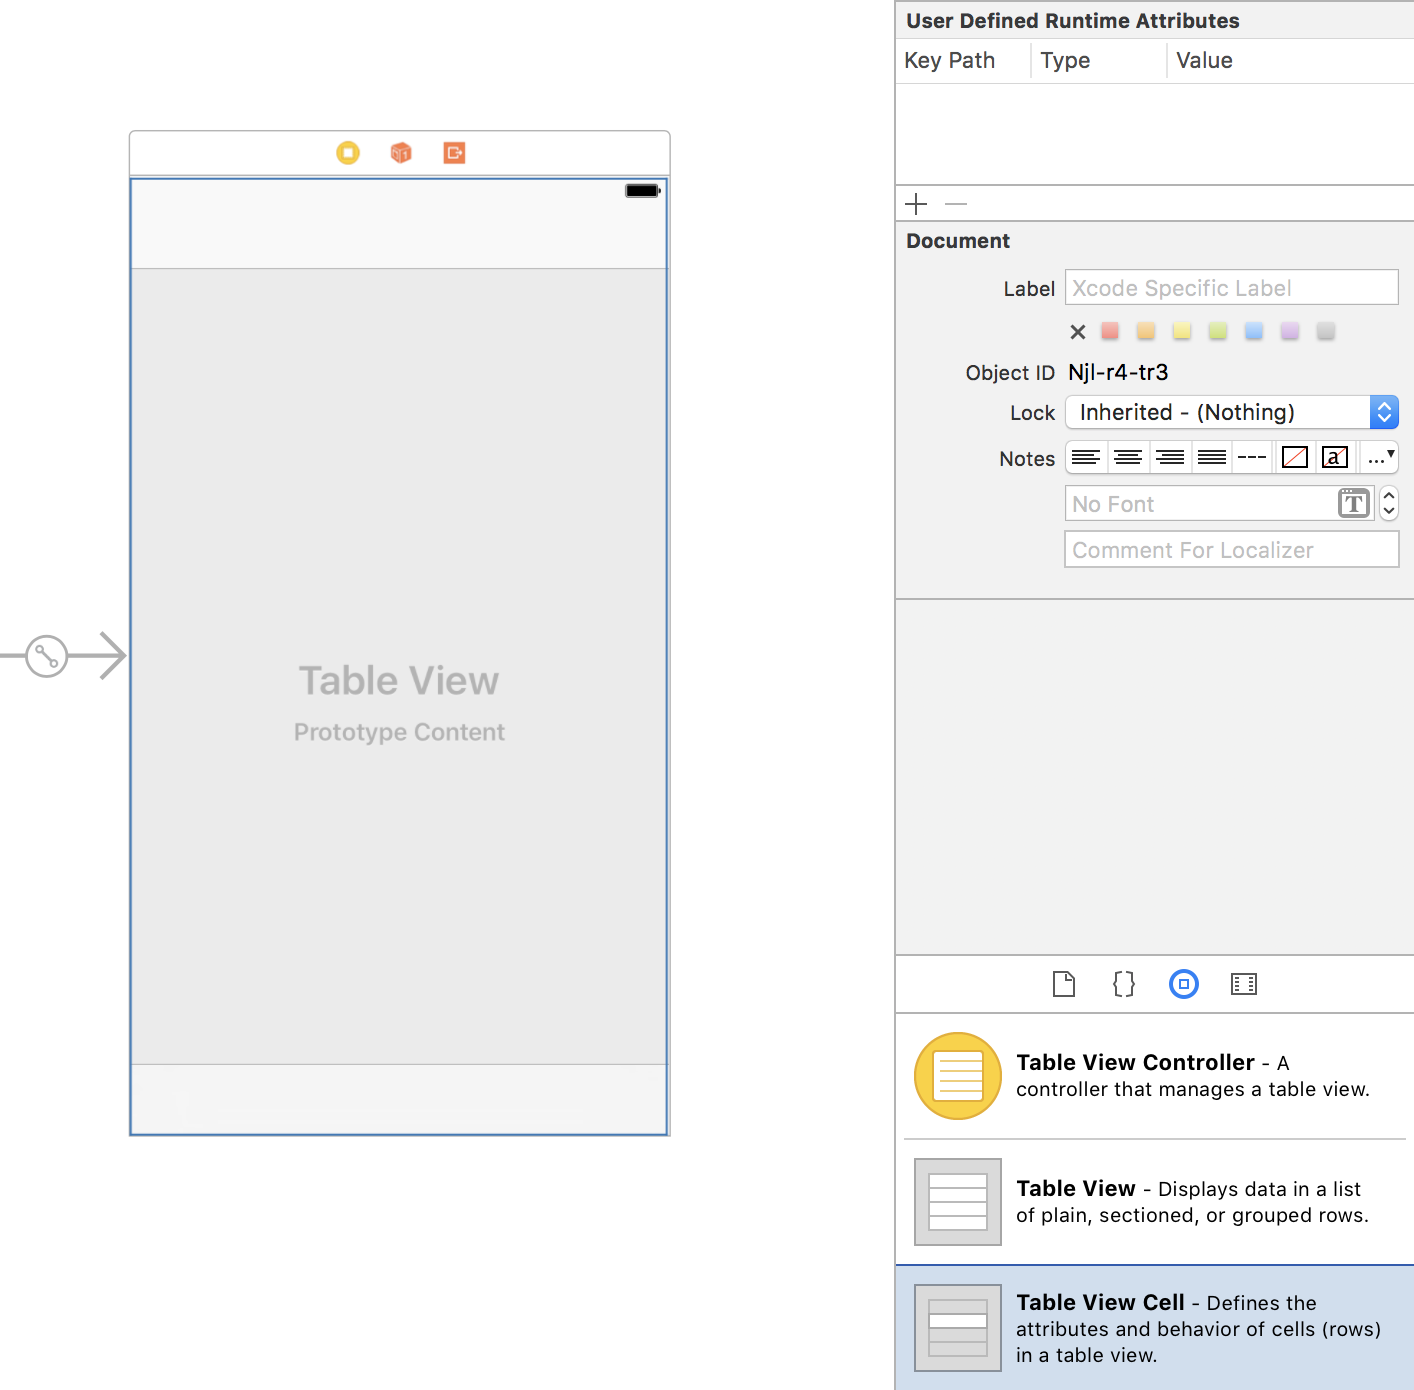 User Defined Runtime Attributes
Key Path Type Value
Document
Label Xcode Specific Label
Object ID Njl-r4-tr3
Lock Inherited - (Nothing)
Notes
a
...
No Font T
Comment For Localizer
Table View
Prototype Content
{}
Table View Controller - A
controller that manages a table view.
Table View - Displays data in a list
of plain, sectioned, or grouped rows.
Table View Cell - Defines the
attributes and behavior of cells (rows)
in a table view.